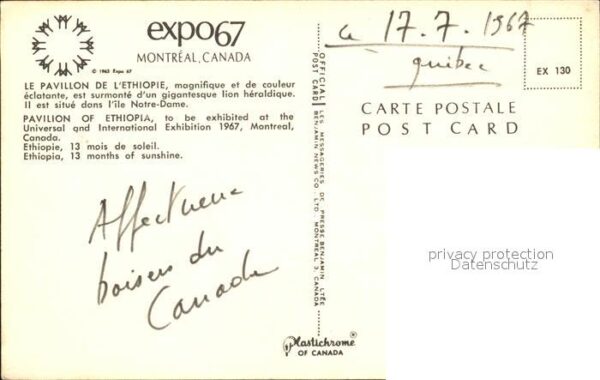 expo67
MONTRÉAL, CANADA
© 1963 Expo 67
LE PAVILLON DE L'ETHIOPIE, magnifique et de couleur
éclatante, est surmonté d'un gigantesque lion héraldique.
Il est situé dans l'île Notre-Dame.
PAVILION OF ETHIOPIA, to be exhibited at the
Universal and International Exhibition 1967, Montreal,
Canada.
Ethiopie, 13 mois de soleil.
Ethiopia, 13 months of sunshine.
Affectueux
baisers du
Canada
OFFICIAL POST CARD
LES MESSAGERIES DE PRESSE BENJAMIN LTÉE
BENJAMIN NEWS CO. LTD. MONTREAL 3, CANADA
Plastichrome
OF CANADA
a 17.7.1967
Quibec
EX 130
CARTE POSTALE
POST CARD
privacy protection
Datenschutz